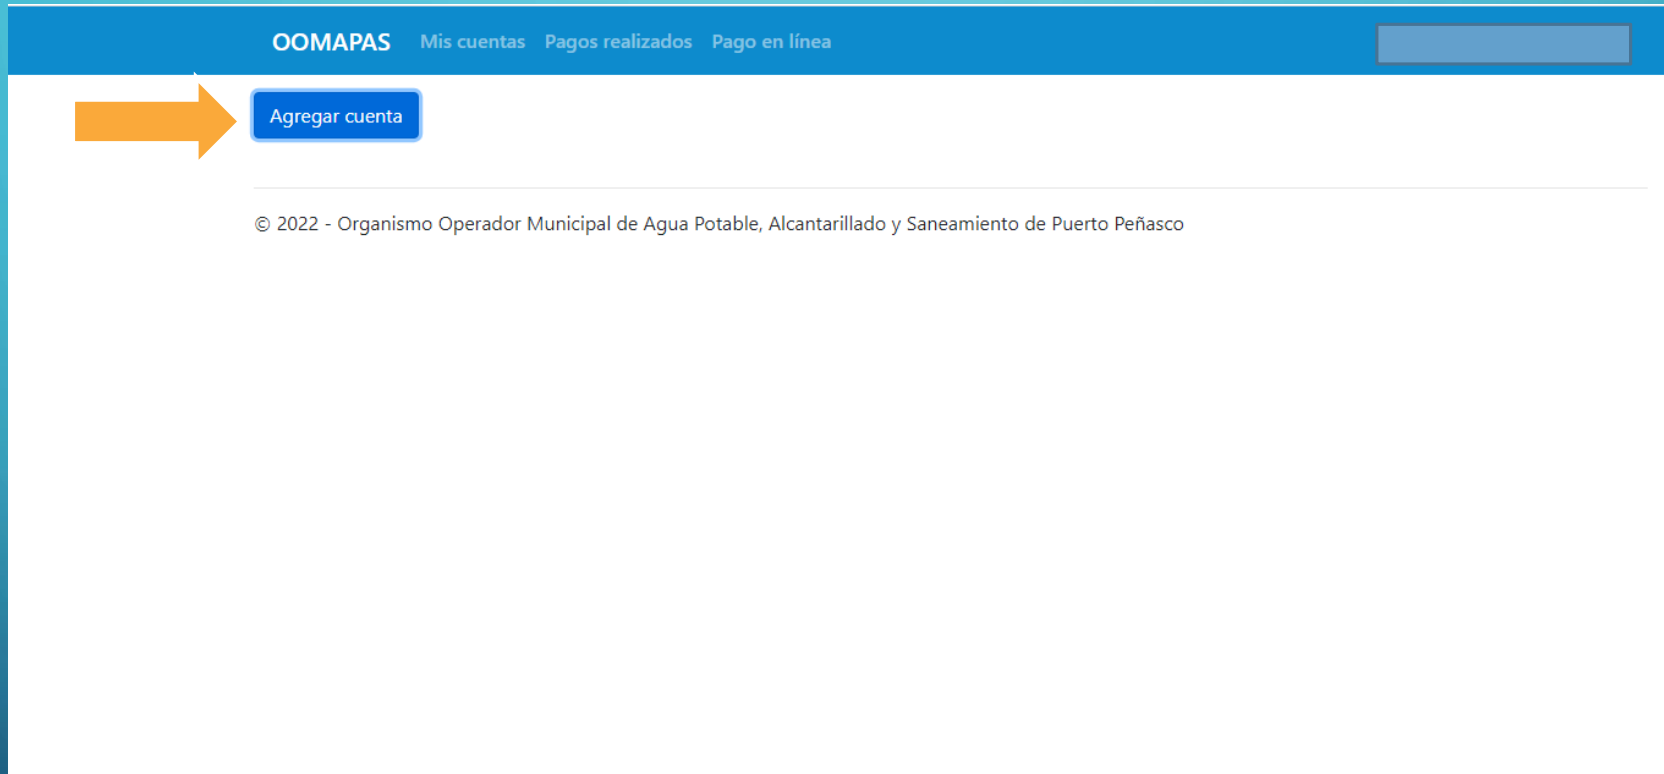 OOMAPAS Mis cuentas Pagos realizados Pago en línea
Agregar cuenta
© 2022 - Organismo Operador Municipal de Agua Potable, Alcantarillado y Saneamiento de Puerto Peñasco